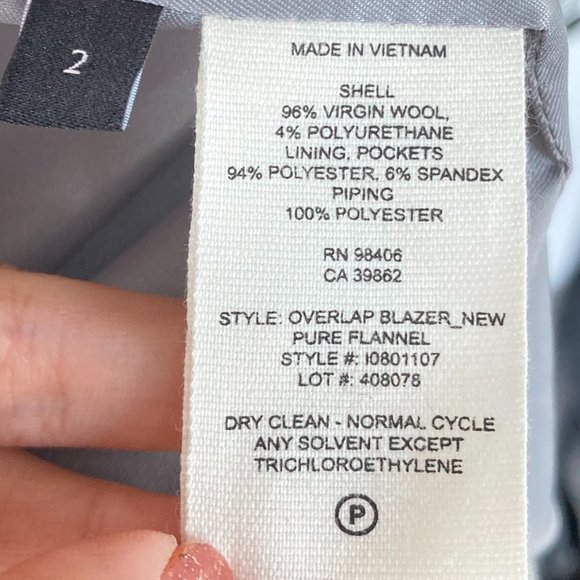 2
MADE IN VIETNAM
SHELL
96% VIRGIN WOOL,
4% POLYURETHANE
LINING, POCKETS
94% POLYESTER, 6% SPANDEX
PIPING
100% POLYESTER
RN 98406
CA 39862
STYLE: OVERLAP BLAZER_NEW
PURE FLANNEL
STYLE #: I0801107
LOT #: 408078
DRY CLEAN - NORMAL CYCLE
ANY SOLVENT EXCEPT
TRICHLOROETHYLENE
P